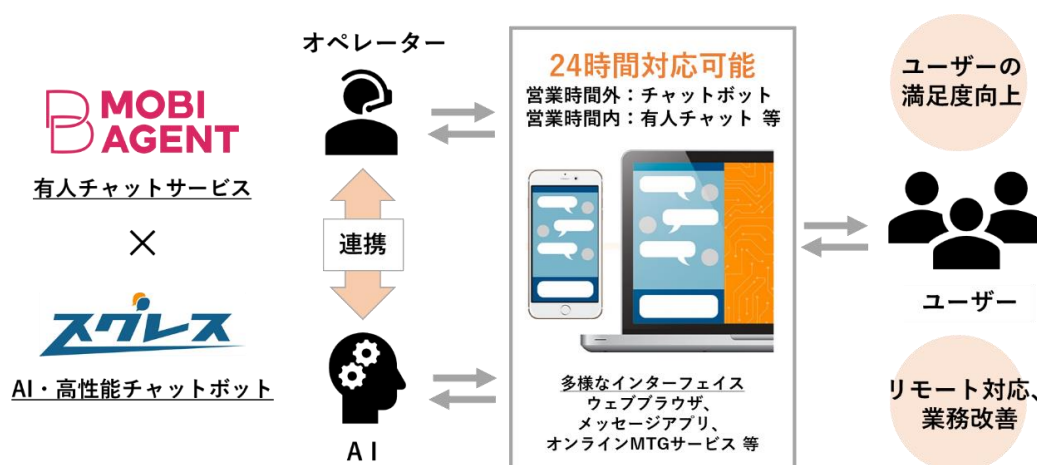 MOBI
AGENT
有人チャットサービス
×
スグレス
AI・高性能チャットボット
オペレーター
連携
AI
24時間対応可能
営業時間外：チャットボット
営業時間内：有人チャット 等
多様なインターフェイス
ウェブブラウザ、
メッセージアプリ、
オンラインMTGサービス 等
ユーザーの
満足度向上
ユーザー
リモート対応、
業務改善